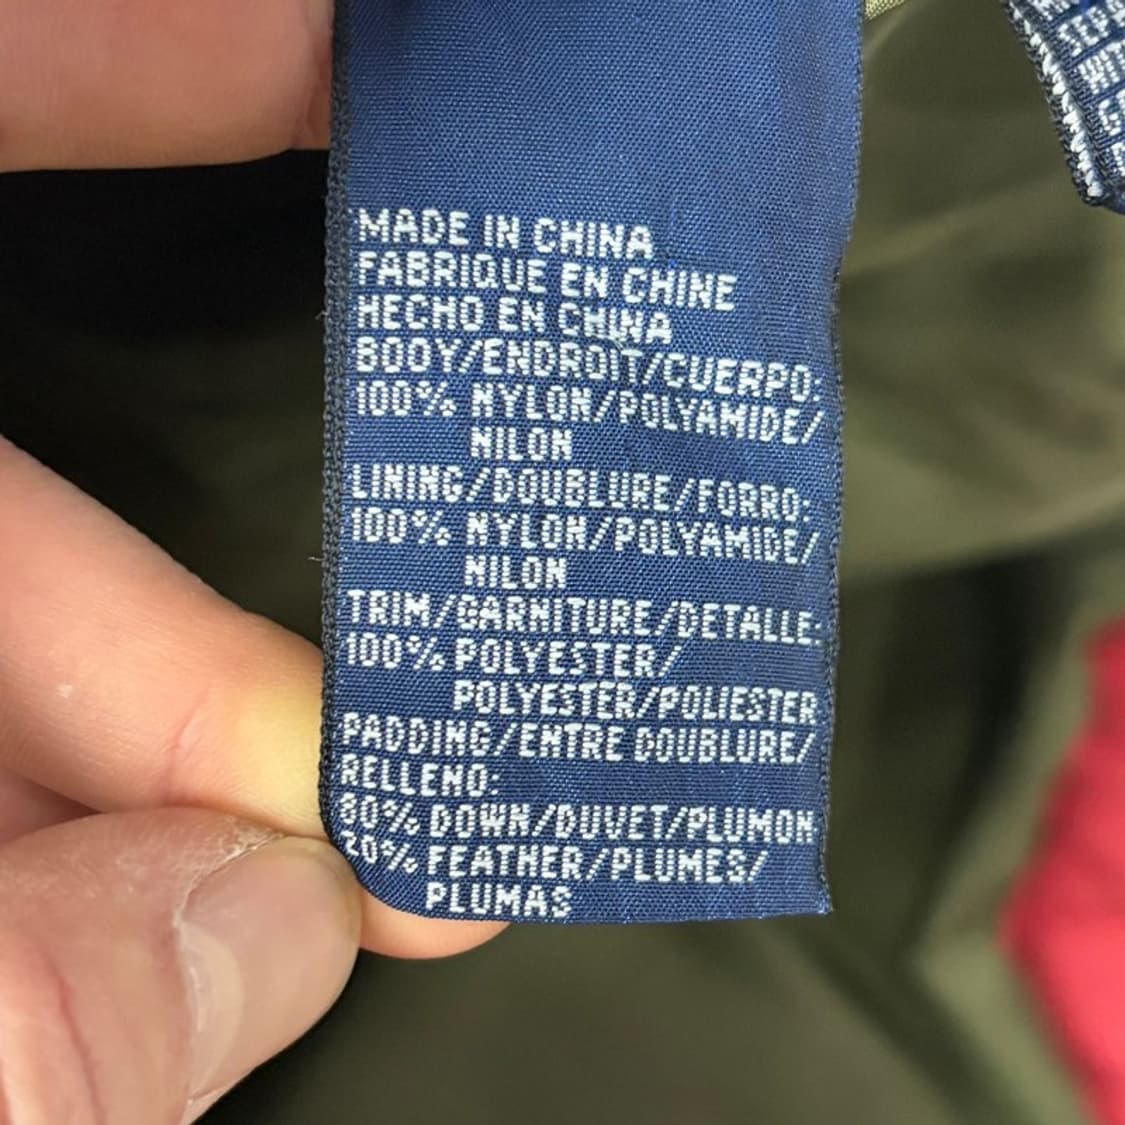 MADE IN CHINA
FABRIQUE EN CHINE
HECHO EN CHINA
BODY/ENDROIT/CUERPO:
100% NYLON/POLYAMIDE/
NILON
LINING/DOUBLURE/FORRO:
100% NYLON/POLYAMIDE/
NILON
TRIM/GARNITURE/DETALLE:
100% POLYESTER/
POLYESTER/POLIESTER
PADDING/ENTRE DOUBLURE/
RELLENO:
80% DOWN/DUVET/PLUMON
20% FEATHER/PLUMES/
PLUMAS